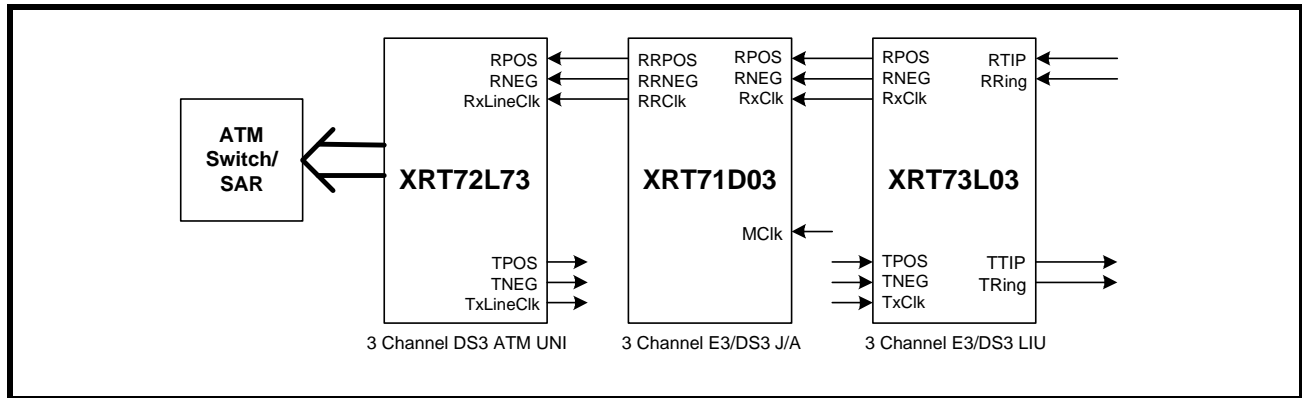 ATM
Switch/
SAR
RPOS
RNEG
RxLineClk
XRT72L73
TPOS
TNEG
TxLineClk
3 Channel DS3 ATM UNI
RRPOS
RRNEG
RRClk
RPOS
RNEG
RxClk
XRT71D03
MClk
3 Channel E3/DS3 J/A
RPOS
RNEG
RxClk
RTIP
RRing
XRT73L03
TPOS
TNEG
TxClk
TTIP
TRing
3 Channel E3/DS3 LIU